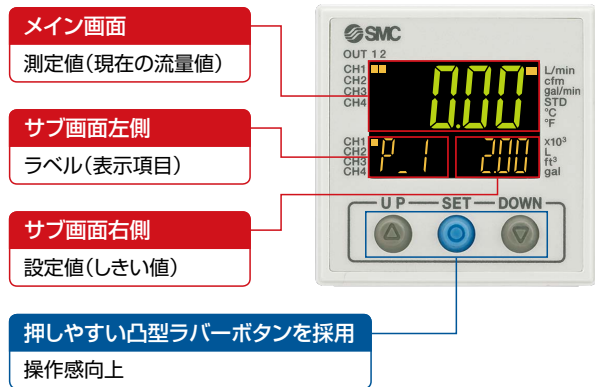 メイン画面
測定値(現在の流量値)
サブ画面左側
ラベル(表示項目)
サブ画面右側
設定値(しきい値)
押しやすい凸型ラバーボタンを採用
操作感向上
SMC
OUT 1 2
CH1
CH2
CH3
CH4
0.00
L/min
cfm
gal/min
STD
°C
°F
CH1
CH2
CH3
CH4
P_1
2.00
x10³
L
ft³
gal
UP SET DOWN